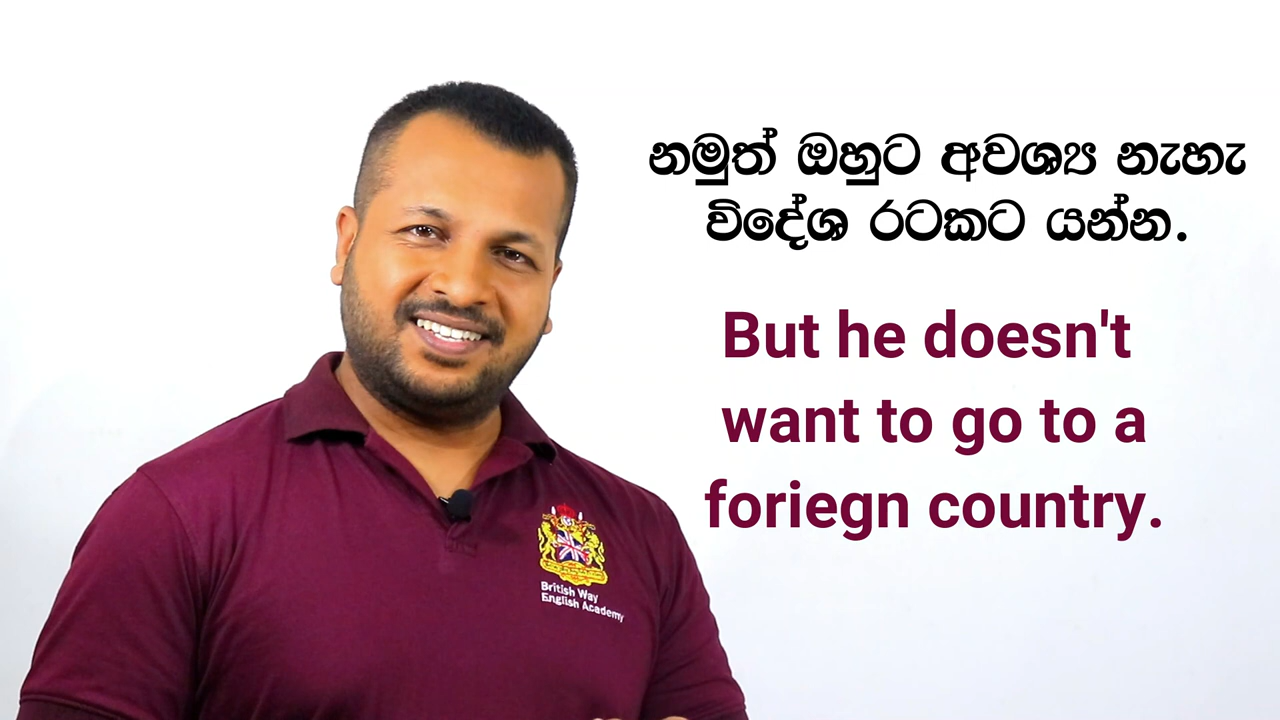 නමුත් ඔහුට අවශ්‍ය නැහැ
විදේශ රටකට යන්න.
But he doesn't
want to go to a
foriegn country.
British Way
English Academy